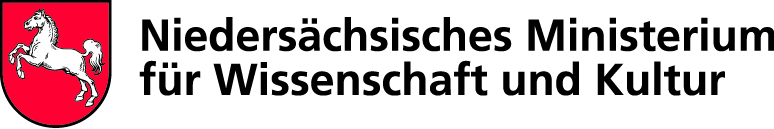 Niedersächsisches Ministerium
für Wissenschaft und Kultur